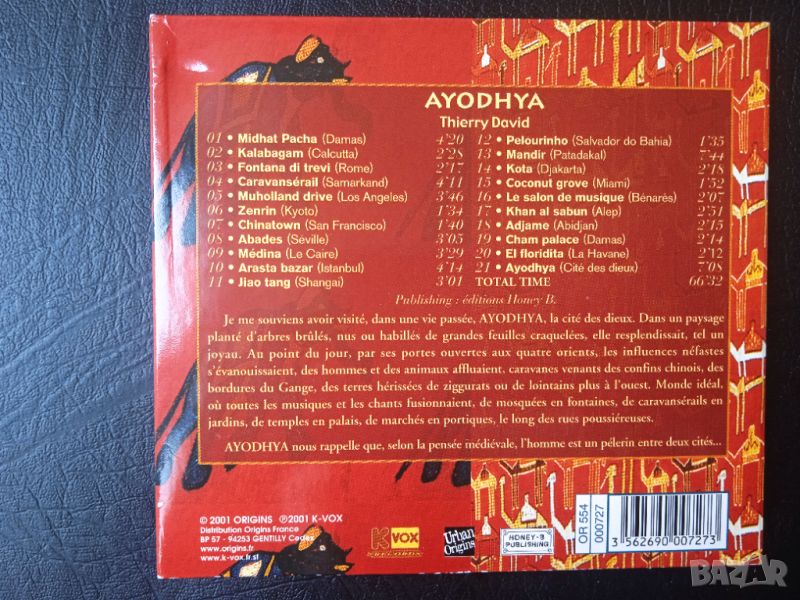 AYODHYA
Thierry David
01 • Midhat Pacha (Damas) 4'20
02 • Kalabagam (Calcutta) 2'28
03 • Fontana di trevi (Rome) 2'17
04 • Caravansérail (Samarkand) 4'11
05 • Muholland drive (Los Angeles) 3'46
06 • Zenrin (Kyoto) 1'34
07 • Chinatown (San Francisco) 1'40
08 • Abades (Séville) 3'05
09 • Médina (Le Caire) 3'29
10 • Arasta bazar (Istanbul) 4'14
11 • Jiao tang (Shangai) 3'01
12 • Pelourinho (Salvador do Bahia) 1'35
13 • Mandir (Patadakal) 7'44
14 • Kota (Djakarta) 2'18
15 • Coconut grove (Miami) 1'52
16 • Le salon de musique (Bénarès) 2'07
17 • Khan al sabun (Alep) 2'51
18 • Adjame (Abidjan) 2'15
19 • Cham palace (Damas) 2'14
20 • El floridita (La Havane) 2'12
21 • Ayodhya (Cité des dieux) 7'08
TOTAL TIME 66'32
Publishing : éditions Honey B.
Je me souviens avoir visité, dans une vie passée, AYODHYA, la cité des dieux. Dans un paysage
planté d'arbres brûlés, nus ou habillés de grandes feuilles craquelées, elle resplendissait, tel un
joyau. Au point du jour, par ses portes ouvertes aux quatre orients, les influences néfastes
s'évanouissaient, des hommes et des animaux affluaient, caravanes venants des confins chinois, des
bordures du Gange, des terres hérissées de ziggurats ou de lointains plus à l'ouest. Monde idéal,
où toutes les musiques et les chants fusionnaient, de mosquées en fontaines, de caravansérails en
jardins, de temples en palais, de marchés en portiques, le long des rues poussiéreuses.
AYODHYA nous rappelle que, selon la pensée médiévale, l'homme est un pélerin entre deux cités...
© 2001 ORIGINS ℗2001 K-VOX
Distribution Origins France
BP 57 - 94253 GENTILLY Cedex
www.origins.fr
www.k-vox.fr.st
K VOX
RECORDS
Urban
Origins
HONEY-B
PUBLISHING
OR 554
000727
3 562690 007273
BAZAR